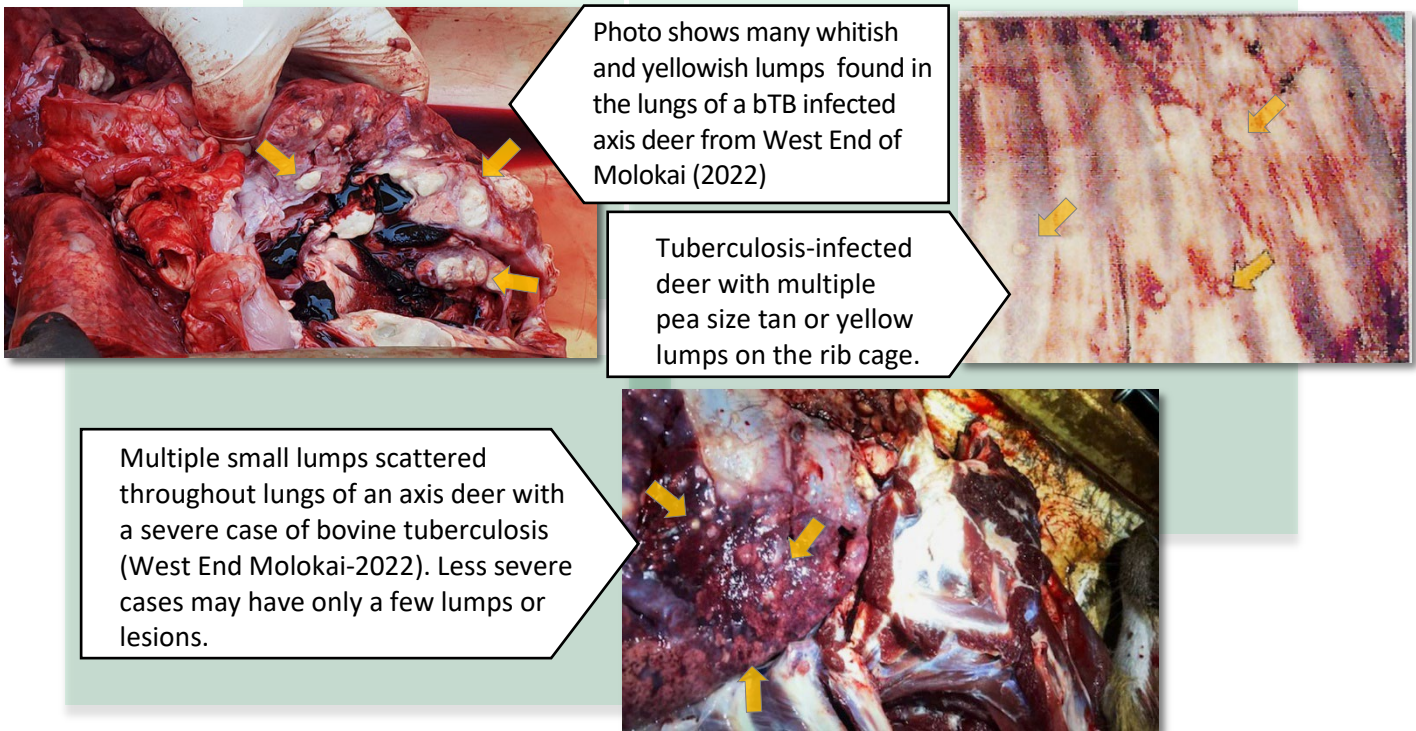 Photo shows many whitish
and yellowish lumps found in
the lungs of a bTB infected
axis deer from West End of
Molokai (2022)
Tuberculosis-infected
deer with multiple
pea size tan or yellow
lumps on the rib cage.
Multiple small lumps scattered
throughout lungs of an axis deer with
a severe case of bovine tuberculosis
(West End Molokai-2022). Less severe
cases may have only a few lumps or
lesions.